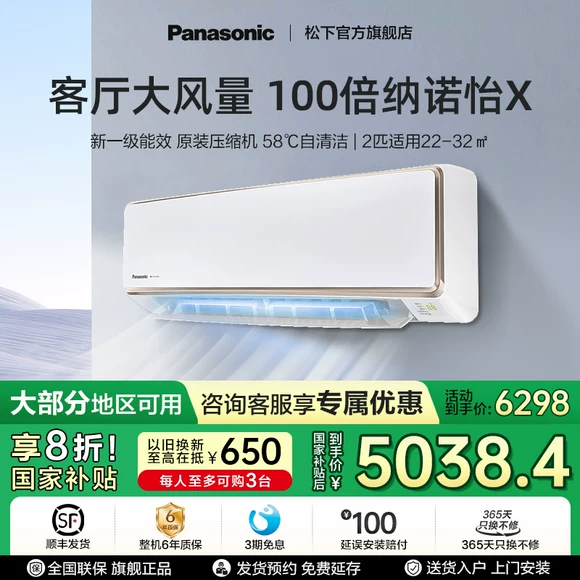 Panasonic | 松下官方旗舰店
客厅大风量 100倍纳诺怡X
新一级能效 原装压缩机 58℃自清洁 | 2匹适用22-32㎡
Panasonic
大部分地区可用
咨询客服享专属优惠
活动到手价:¥6298
享8折!
国家补贴
以旧换新至高在抵¥650
每人至多可购3台
国家补贴后
到手价¥5038.4
SF
顺丰发货
6年
整机6年质保
3期免息
¥100
延误安装赔付
365天只换不修
365天只换不修
全国联保 旗舰正品
发货预约 免费保养
送货入户 上门安装